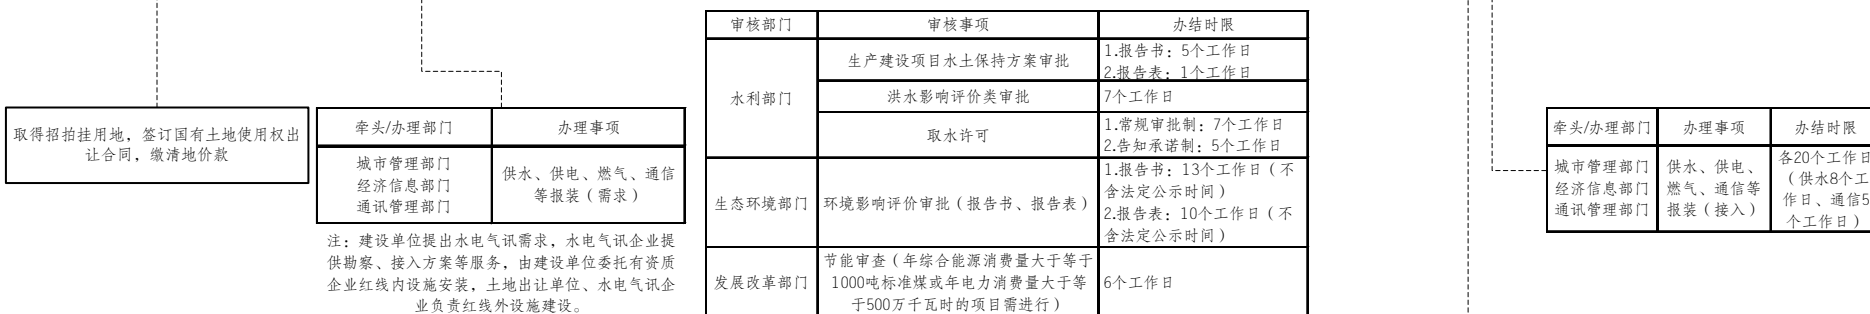 取得招拍挂用地，签订国有土地使用权出
让合同，缴清地价款
牵头/办理部门
办理事项
城市管理部门
经济信息部门
通讯管理部门
供水、供电、燃气、通信
等报装（需求）
注：建设单位提出水电气讯需求，水电气讯企业提
供勘察、接入方案等服务，由建设单位委托有资质
企业红线内设施安装，土地出让单位、水电气讯企
业负责红线外设施建设。
审核部门
审核事项
办结时限
水利部门
生产建设项目水土保持方案审批
1.报告书：5个工作日
2.报告表：1个工作日
洪水影响评价类审批
7个工作日
取水许可
1.常规审批制：7个工作日
2.告知承诺制：5个工作日
生态环境部门
环境影响评价审批（报告书、报告表）
1.报告书：13个工作日（不
含法定公示时间）
2.报告表：10个工作日（不
含法定公示时间）
发展改革部门
节能审查（年综合能源消费量大于等于
1000吨标准煤或年电力消费量大于等
于500万千瓦时的项目需进行）
6个工作日
牵头/办理部门
办理事项
办结时限
城市管理部门
经济信息部门
通讯管理部门
供水、供电、
燃气、通信等
报装（接入）
各20个工作日
（供水8个工
作日、通信5
个工作日）